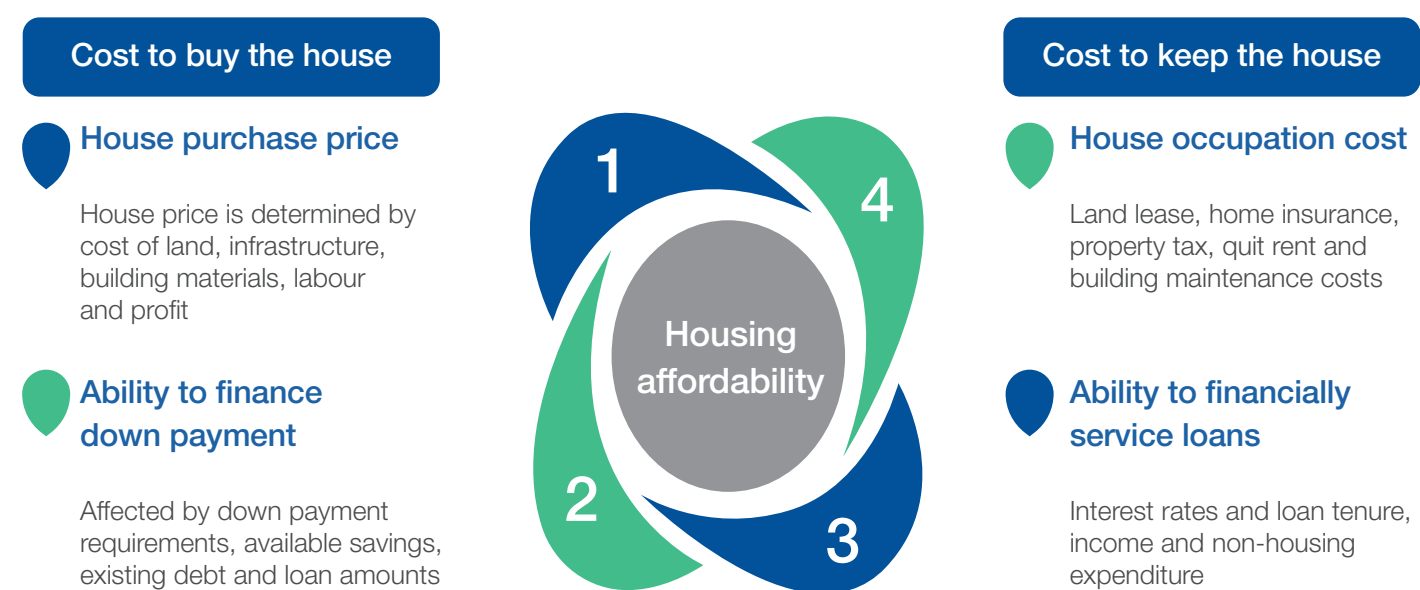 Cost to buy the house
House purchase price
House price is determined by
cost of land, infrastructure,
building materials, labour
and profit
Ability to finance
down payment
Affected by down payment
requirements, available savings,
existing debt and loan amounts
1
4
Housing
affordability
2
3
Cost to keep the house
House occupation cost
Land lease, home insurance,
property tax, quit rent and
building maintenance costs
Ability to financially
service loans
Interest rates and loan tenure,
income and non-housing
expenditure